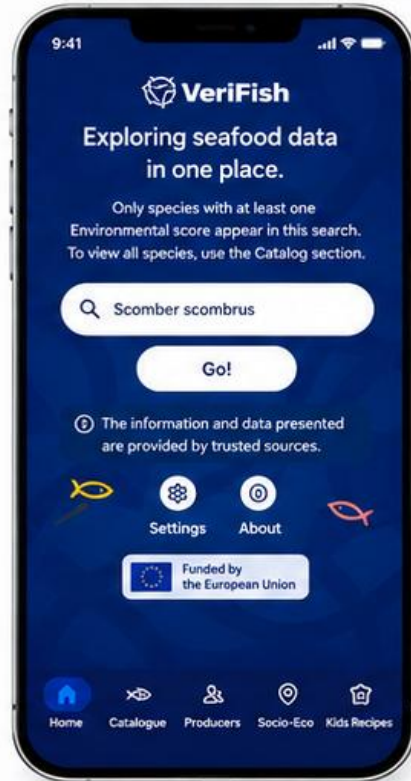 9:41
VeriFish
Exploring seafood data
in one place.
Only species with at least one
Environmental score appear in this search.
To view all species, use the Catalog section.
Scomber scombrus
Go!
The information and data presented
are provided by trusted sources.
Settings About
Funded by
the European Union
Home Catalogue Producers Socio-Eco Kids Recipes